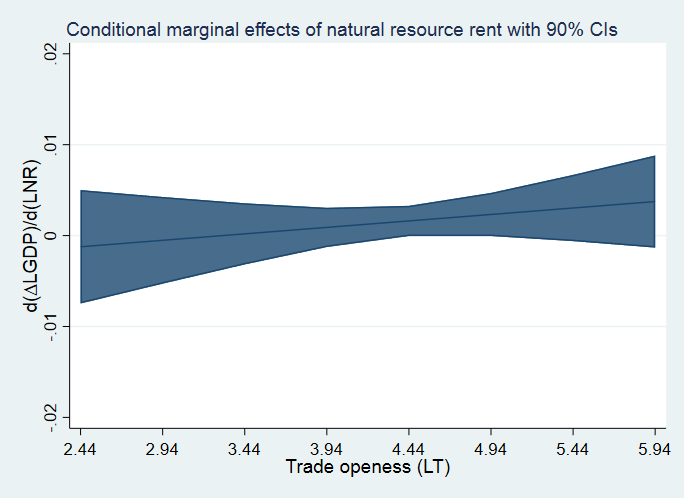 Conditional marginal effects of natural resource rent with 90% CIs
.02
.01
0
-.01
-.02
d(ΔLGDP)/d(LNR)
2.44 2.94 3.44 3.94 4.44 4.94 5.44 5.94
Trade openess (LT)